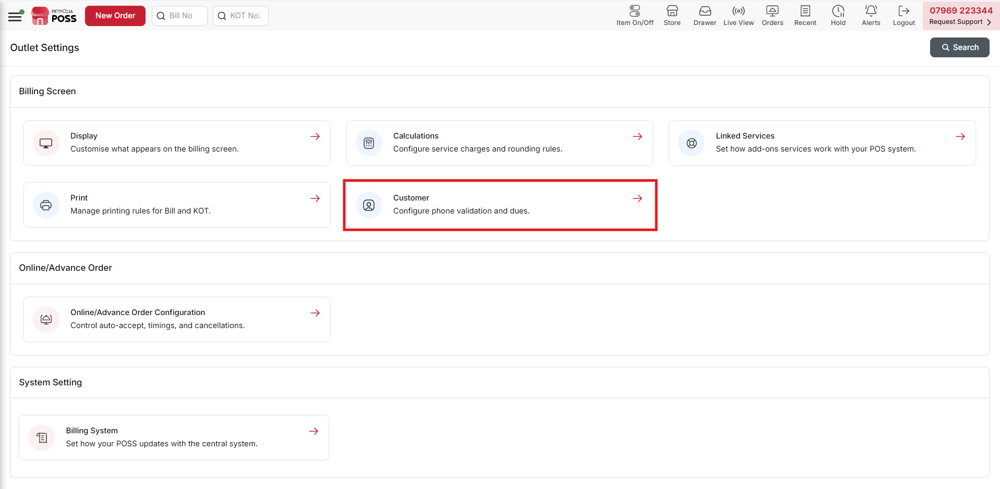 PETPOOJA
POSS
New Order
Bill No
KOT No.
Item On/Off
Store
Drawer
Live View
Orders
Recent
Hold
Alerts
Logout
07969 223344
Request Support
Outlet Settings
Search
Billing Screen
Display
Customise what appears on the billing screen.
Calculations
Configure service charges and rounding rules.
Linked Services
Set how add-ons services work with your POS system.
Print
Manage printing rules for Bill and KOT.
Customer
Configure phone validation and dues.
Online/Advance Order
Online/Advance Order Configuration
Control auto-accept, timings, and cancellations.
System Setting
Billing System
Set how your POSS updates with the central system.